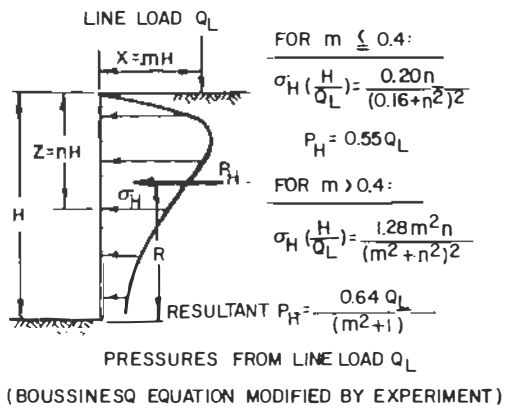 LINE LOAD Q_L
X=mH
Z=nH
H
σ_H
P_H
R
FOR m ≦ 0.4:
σ_H (H/Q_L) = 0.20n/(0.16+n²)²
P_H = 0.55Q_L
FOR m > 0.4:
σ_H (H/Q_L) = 1.28m²n/(m²+n²)²
RESULTANT P_H = 0.64 Q_L/(m²+1)
PRESSURES FROM LINE LOAD Q_L
(BOUSSINESQ EQUATION MODIFIED BY EXPERIMENT)